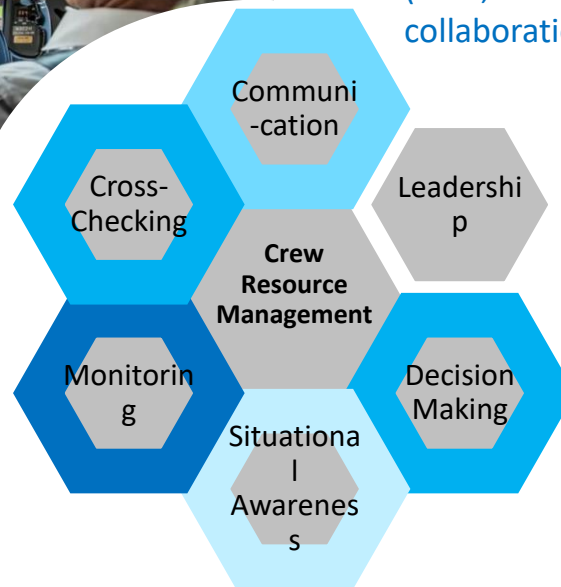 collaboratio
Communi
-cation
Cross-
Checking
Leadershi
p
Crew
Resource
Management
Monitorin
g
Decision
Making
Situationa
l
Awarenes
s